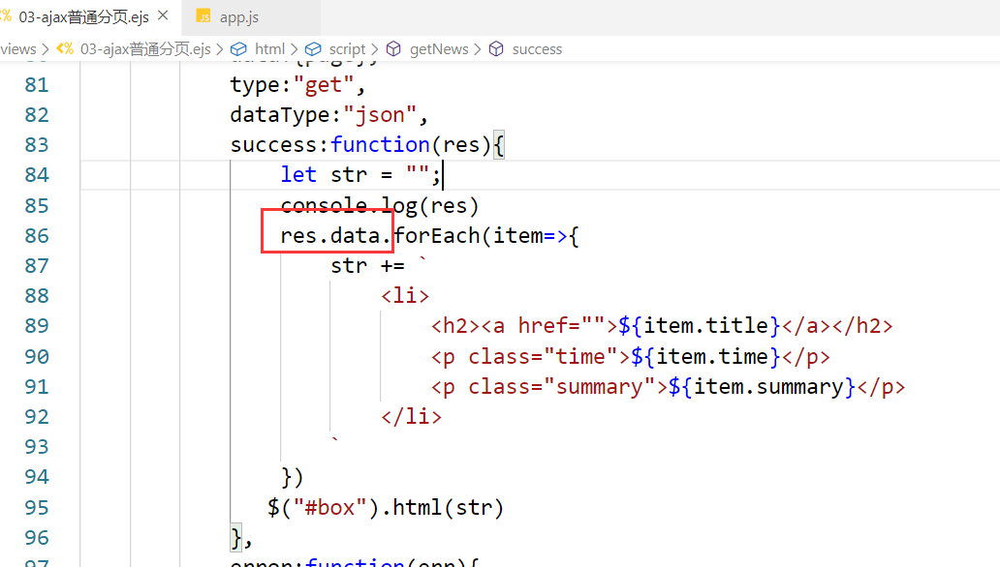 03-ajax普通分页.ejs × JS app.js
views > 03-ajax普通分页.ejs > html > script > getNews > success
81 type:"get",
82 dataType:"json",
83 success:function(res){
84 let str = "";
85 console.log(res)
86 res.data.forEach(item=>{
87 str += `
88 <li>
89 <h2><a href="">${item.title}</a></h2>
90 <p class="time">${item.time}</p>
91 <p class="summary">${item.summary}</p>
92 </li>
93 `
94 })
95 $("#box").html(str)
96 },
97